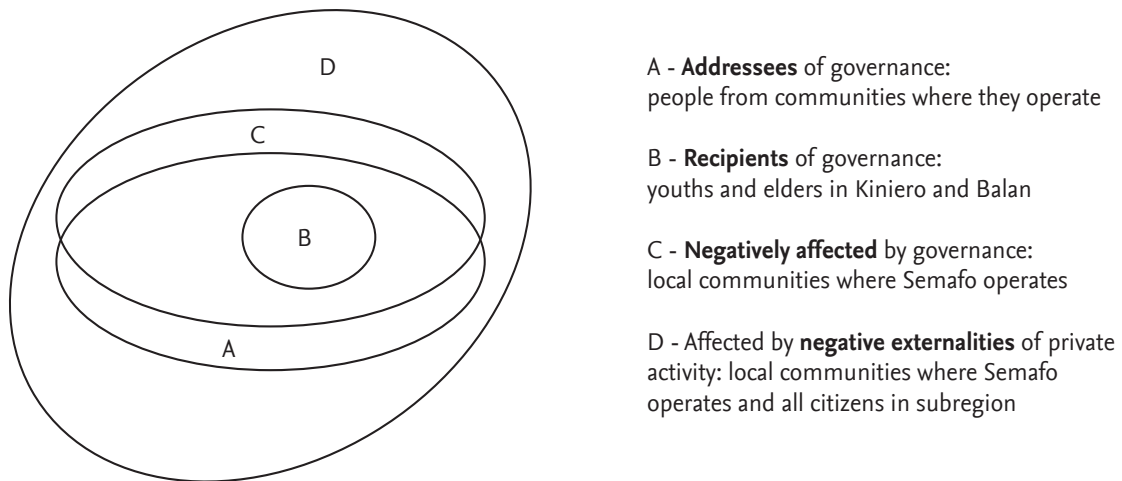 D
C
B
A
A - Addressees of governance:
people from communities where they operate
B - Recipients of governance:
youths and elders in Kiniero and Balan
C - Negatively affected by governance:
local communities where Semafo operates
D - Affected by negative externalities of private
activity: local communities where Semafo
operates and all citizens in subregion